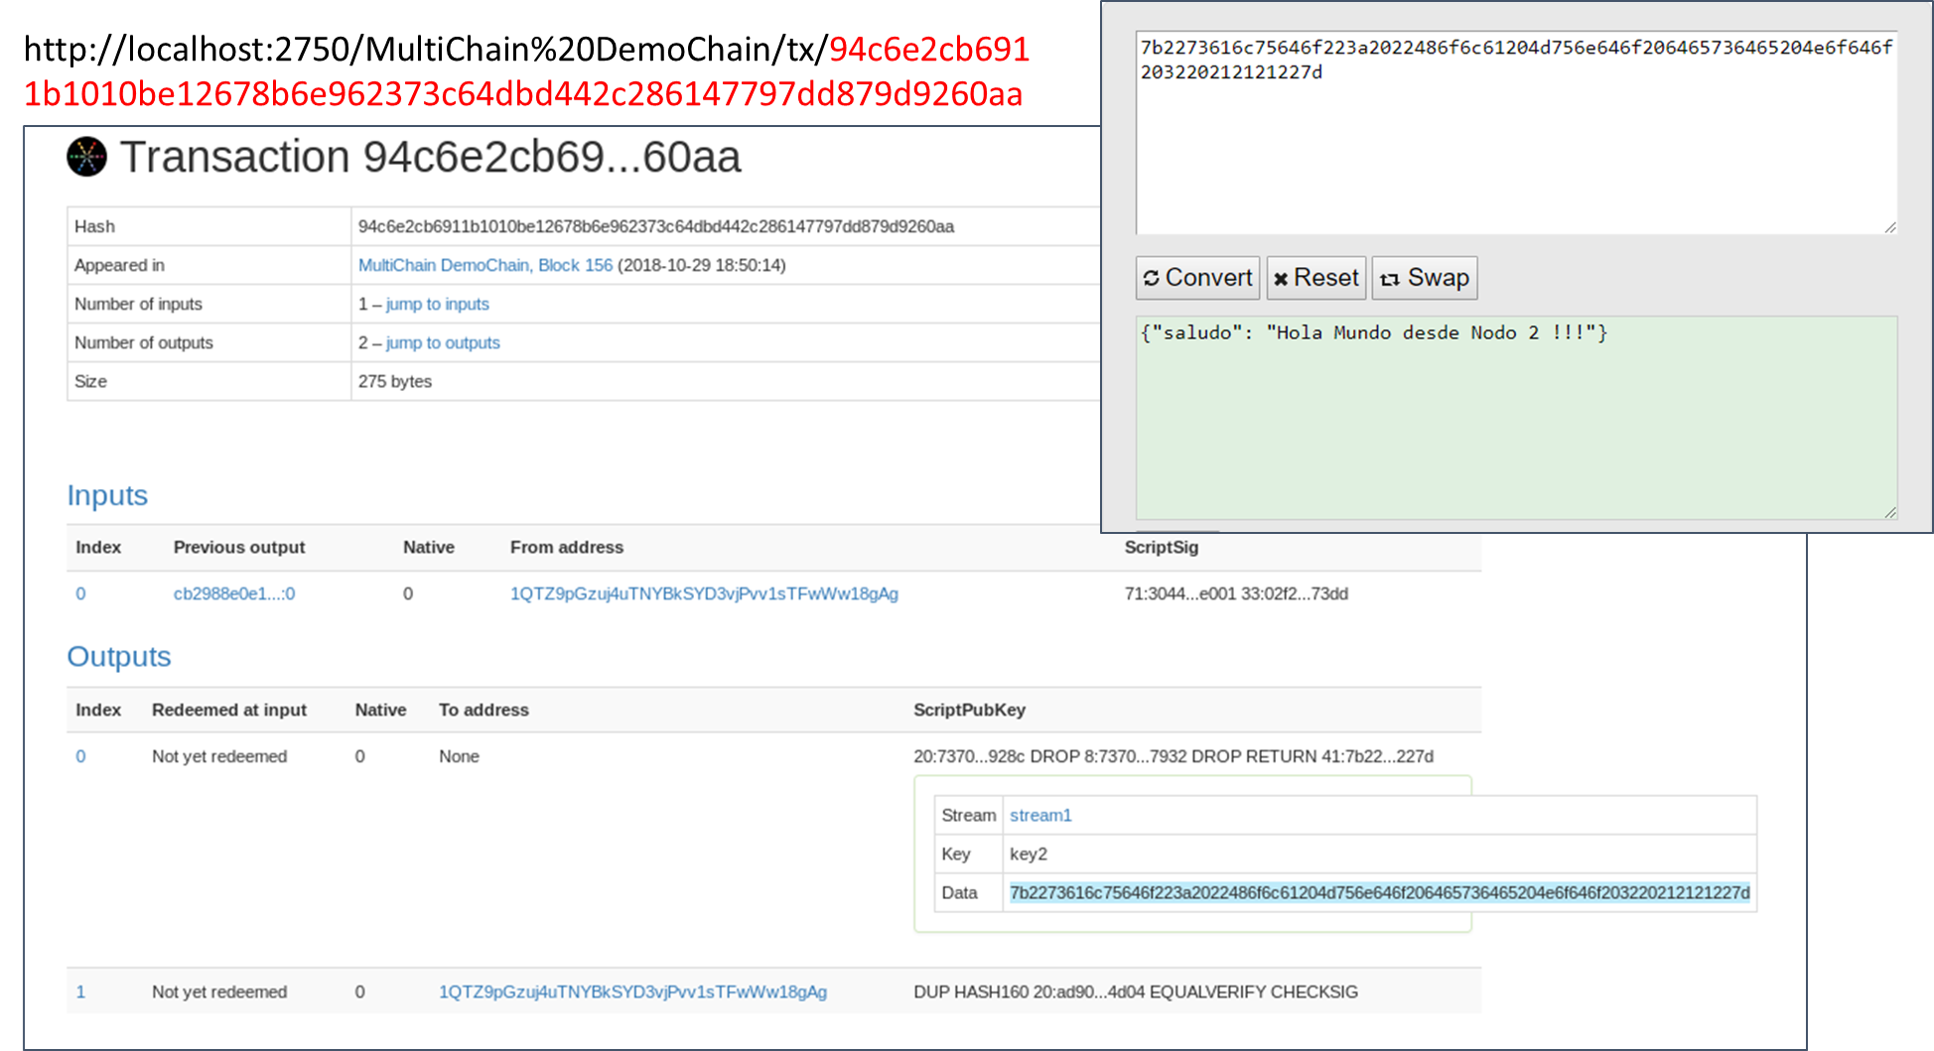 http://localhost:2750/MultiChain%20DemoChain/tx/94c6e2cb691
1b1010be12678b6e962373c64dbd442c286147797dd879d9260aa
Transaction 94c6e2cb69...60aa
Hash 94c6e2cb6911b1010be12678b6e962373c64dbd442c286147797dd879d9260aa
Appeared in MultiChain DemoChain, Block 156 (2018-10-29 18:50:14)
Number of inputs 1 – jump to inputs
Number of outputs 2 – jump to outputs
Size 275 bytes
7b2273616c75646f223a2022486f6c61204d756e646f206465736465204e6f646f
203220212121227d
Convert Reset Swap
{"saludo": "Hola Mundo desde Nodo 2 !!!"}
Inputs
Index Previous output Native From address ScriptSig
0 cb2988e0e1...:0 0 1QTZ9pGzuj4uTNYBkSYD3vjPvv1sTFwWw18gAg 71:3044...e001 33:02f2...73dd
Outputs
Index Redeemed at input Native To address ScriptPubKey
0 Not yet redeemed 0 None 20:7370...928c DROP 8:7370...7932 DROP RETURN 41:7b22...227d
Stream stream1
Key key2
Data 7b2273616c75646f223a2022486f6c61204d756e646f206465736465204e6f646f203220212121227d
1 Not yet redeemed 0 1QTZ9pGzuj4uTNYBkSYD3vjPvv1sTFwWw18gAg DUP HASH160 20:ad90...4d04 EQUALVERIFY CHECKSIG